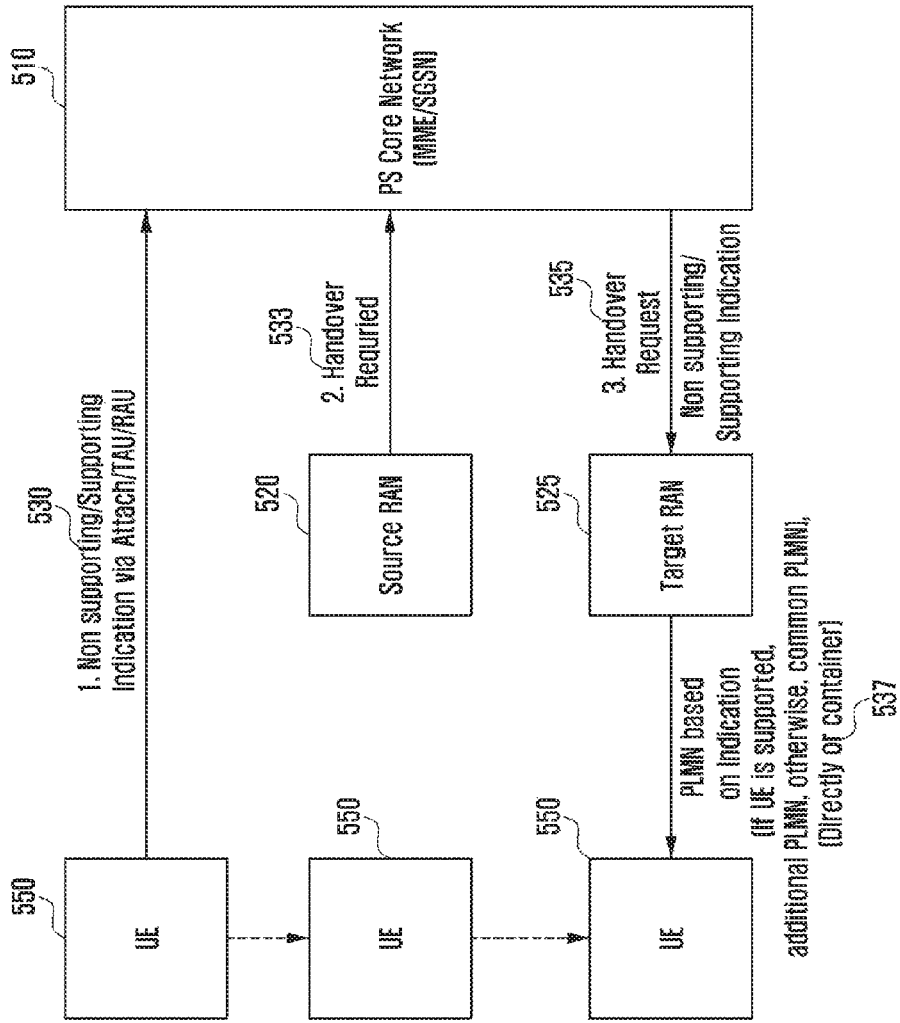 550
UE
530
1. Non supporting/Supporting
Indication via Attach/TAU/RAU
510
PS Core Network
(MME/SGSN)
550
UE
520
Source RAN
533
2. Handover
Requried
550
UE
PLMN based
on Indication
(If UE is supported,
additional PLMN, otherwise, common PLMN),
(Directly or container)
537
525
Target RAN
535
3. Handover
Request
Non supporting/
Supporting Indication